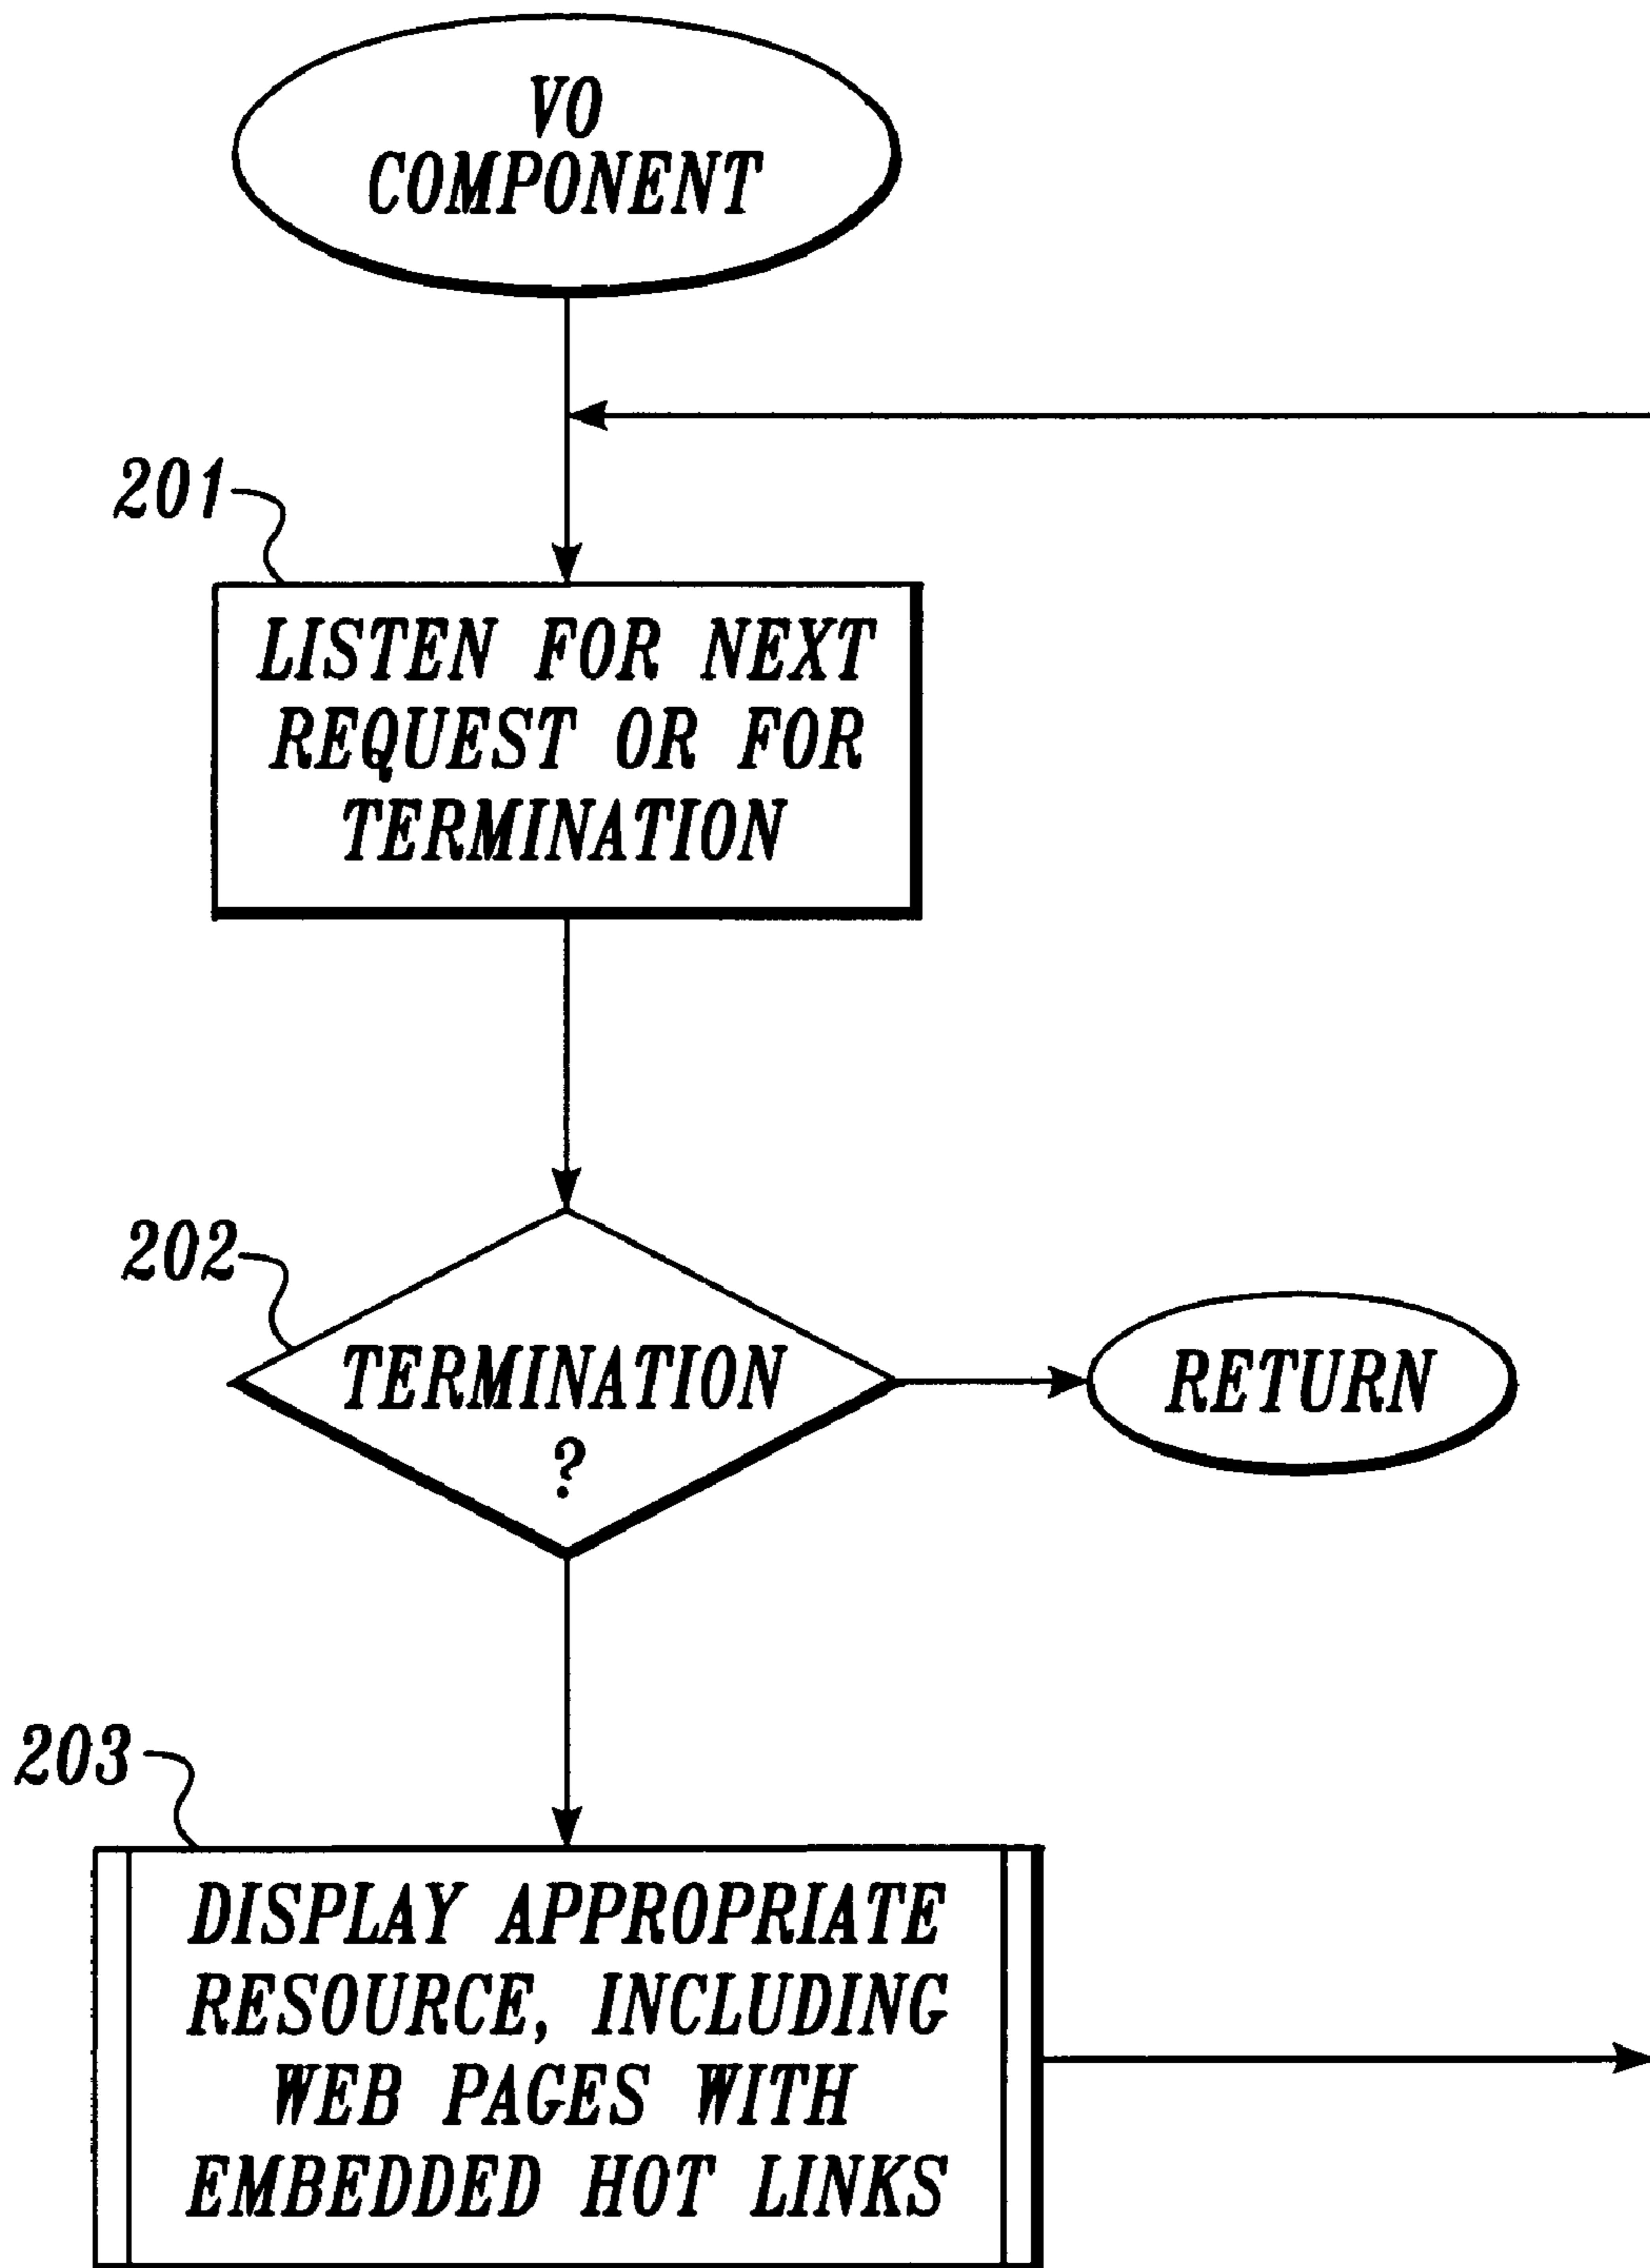 VO
COMPONENT
201
LISTEN FOR NEXT
REQUEST OR FOR
TERMINATION
202
TERMINATION
?
RETURN
203
DISPLAY APPROPRIATE
RESOURCE, INCLUDING
WEB PAGES WITH
EMBEDDED HOT LINKS